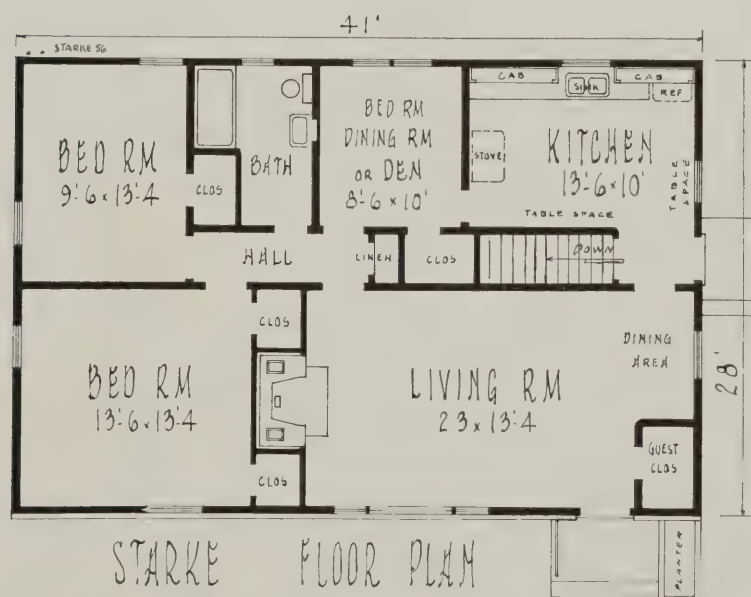 41'
STARKE 56
CAB
SINK
CAB
REF
BED RM
9'-6 x 13'-4
CLOS
BATH
BED RM
DINING RM
OR DEN
8'-6 x 10'
STOVE
KITCHEN
13'-6 x 10'
TABLE SPACE
TABLE SPACE
HALL
LINEN
CLOS
DOWN
CLOS
BED RM
13'-6 x 13'-4
LIVING RM
23 x 13'-4
DINING
AREA
28'
GUEST
CLOS
CLOS
STARKE FLOOR PLAN
PLANTER